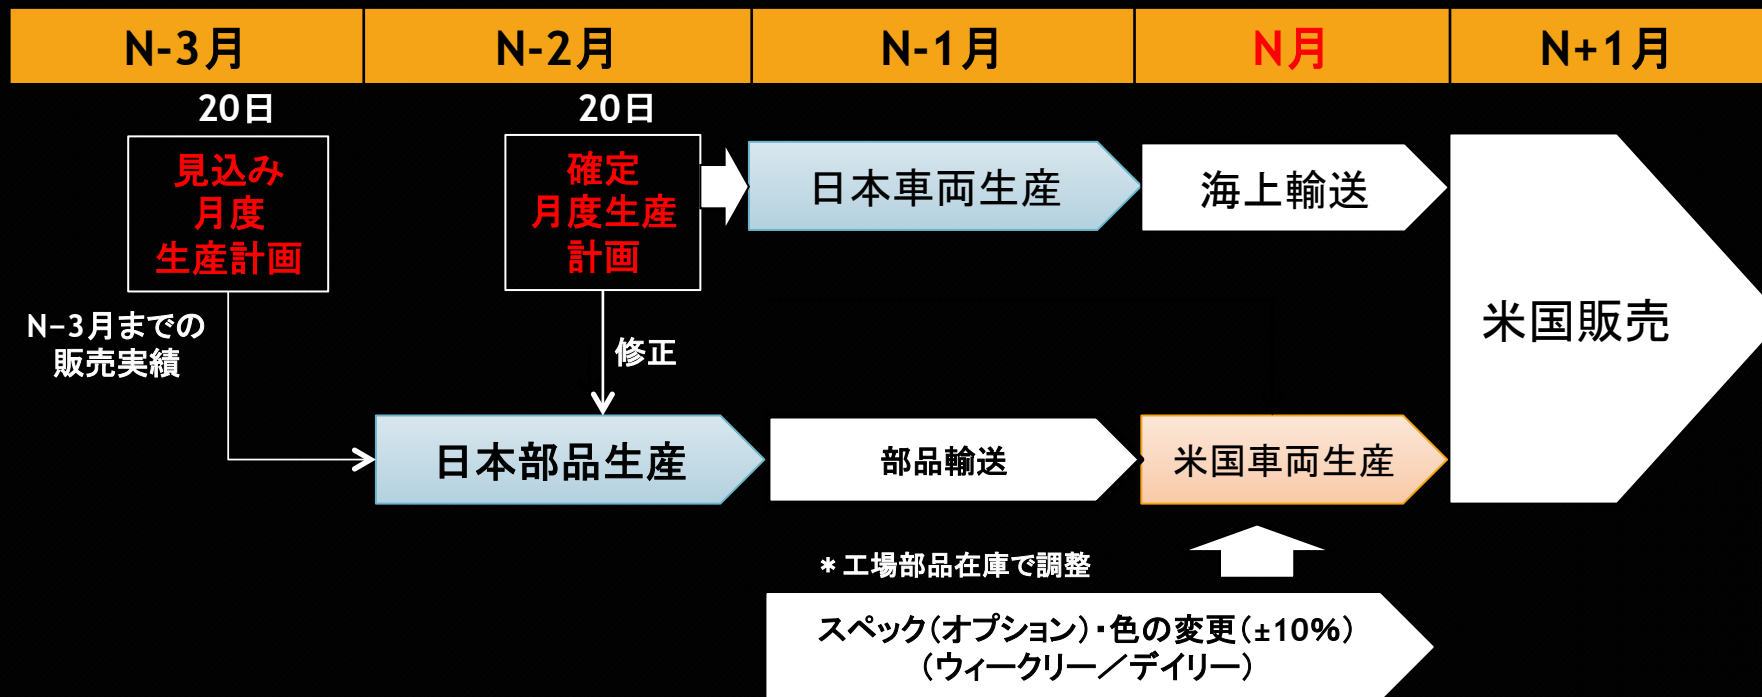 N-3月
N-2月
N-1月
N月
N+1月
20日
20日
見込み
月度
生産計画
確定
月度生産
計画
日本車両生産
海上輸送
N-3月までの
販売実績
修正
米国販売
日本部品生産
部品輸送
米国車両生産
*工場部品在庫で調整
スペック(オプション)・色の変更(±10%)
(ウィークリー/デイリー)